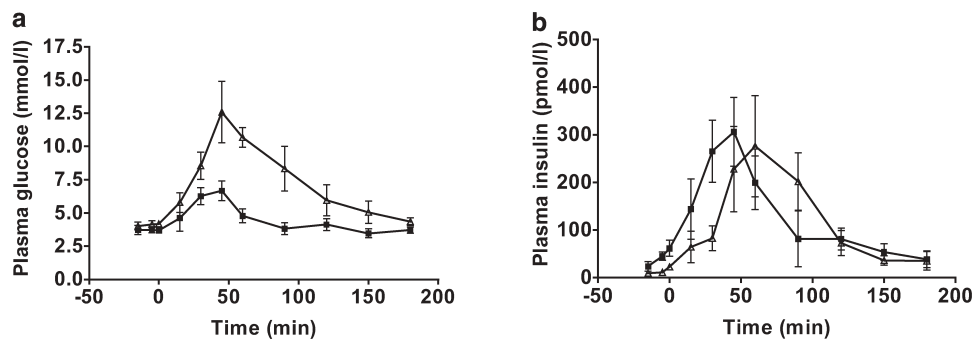 a
Plasma glucose (mmol/l)
17.5
15.0
12.5
10.0
7.5
5.0
2.5
0.0
-50 0 50 100 150 200
Time (min)
b
Plasma insulin (pmol/l)
500
400
300
200
100
0
-50 0 50 100 150 200
Time (min)